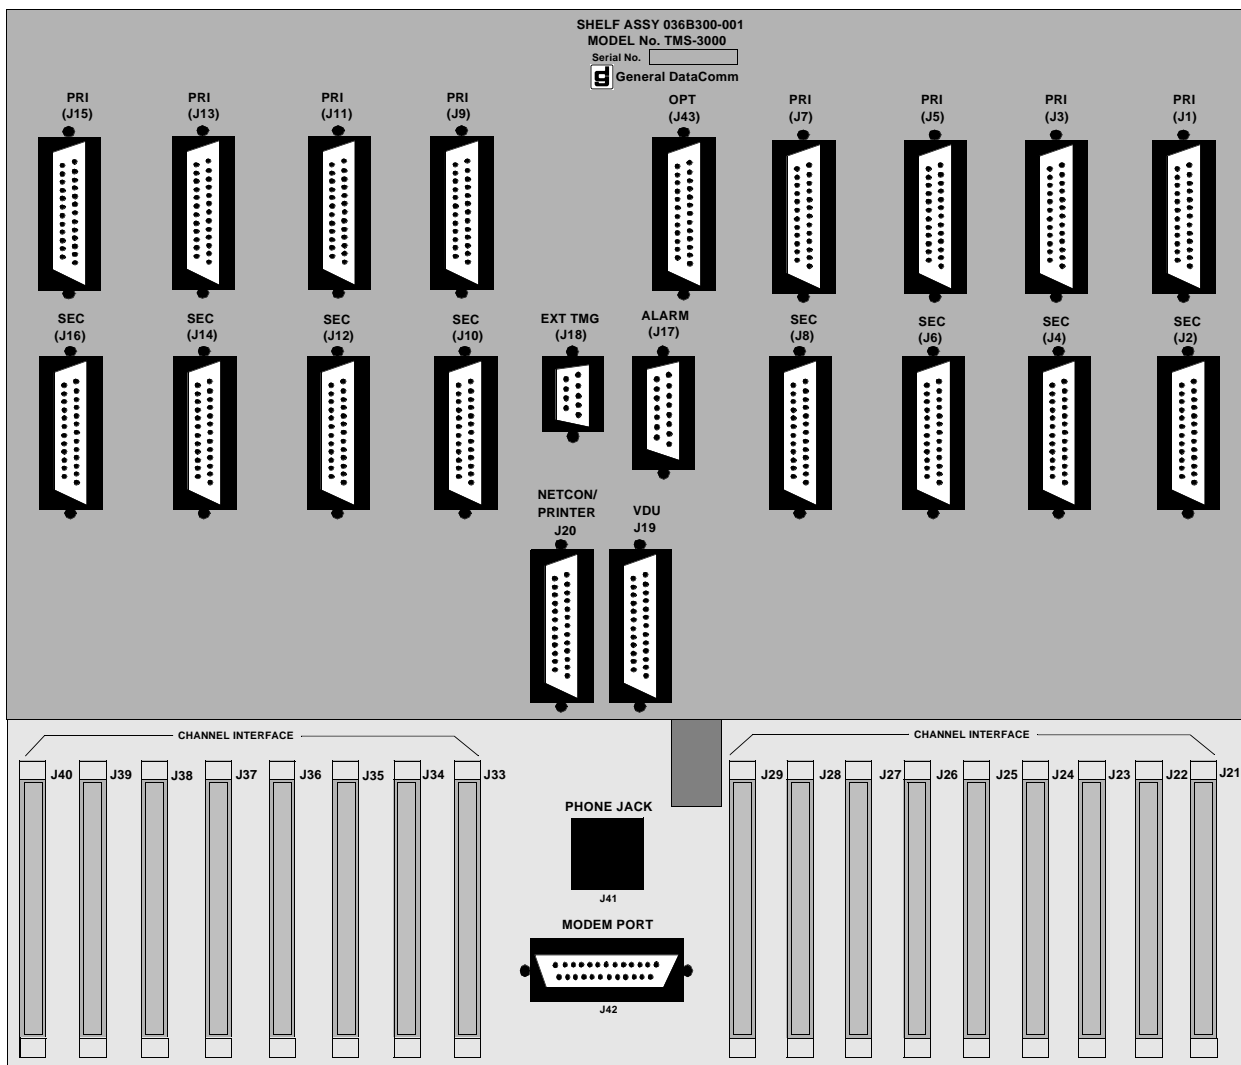 SHELF ASSY 036B300-001
MODEL No. TMS-3000
Serial No.
gd General DataComm
PRI
(J15)
PRI
(J13)
PRI
(J11)
PRI
(J9)
OPT
(J43)
PRI
(J7)
PRI
(J5)
PRI
(J3)
PRI
(J1)
SEC
(J16)
SEC
(J14)
SEC
(J12)
SEC
(J10)
EXT TMG
(J18)
ALARM
(J17)
SEC
(J8)
SEC
(J6)
SEC
(J4)
SEC
(J2)
NETCON/
PRINTER
J20
VDU
J19
CHANNEL INTERFACE
J40 J39 J38 J37 J36 J35 J34 J33
CHANNEL INTERFACE
J29 J28 J27 J26 J25 J24 J23 J22 J21
PHONE JACK
J41
MODEM PORT
J42